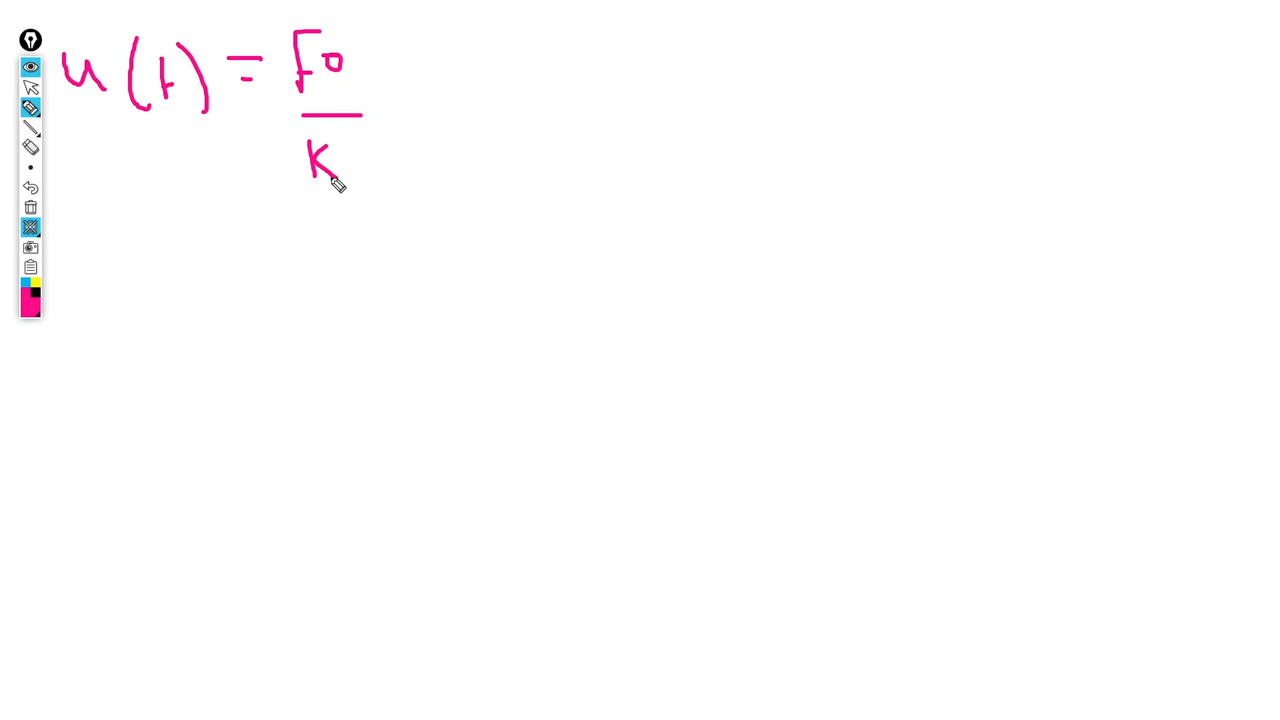 u(t) = Fo
K